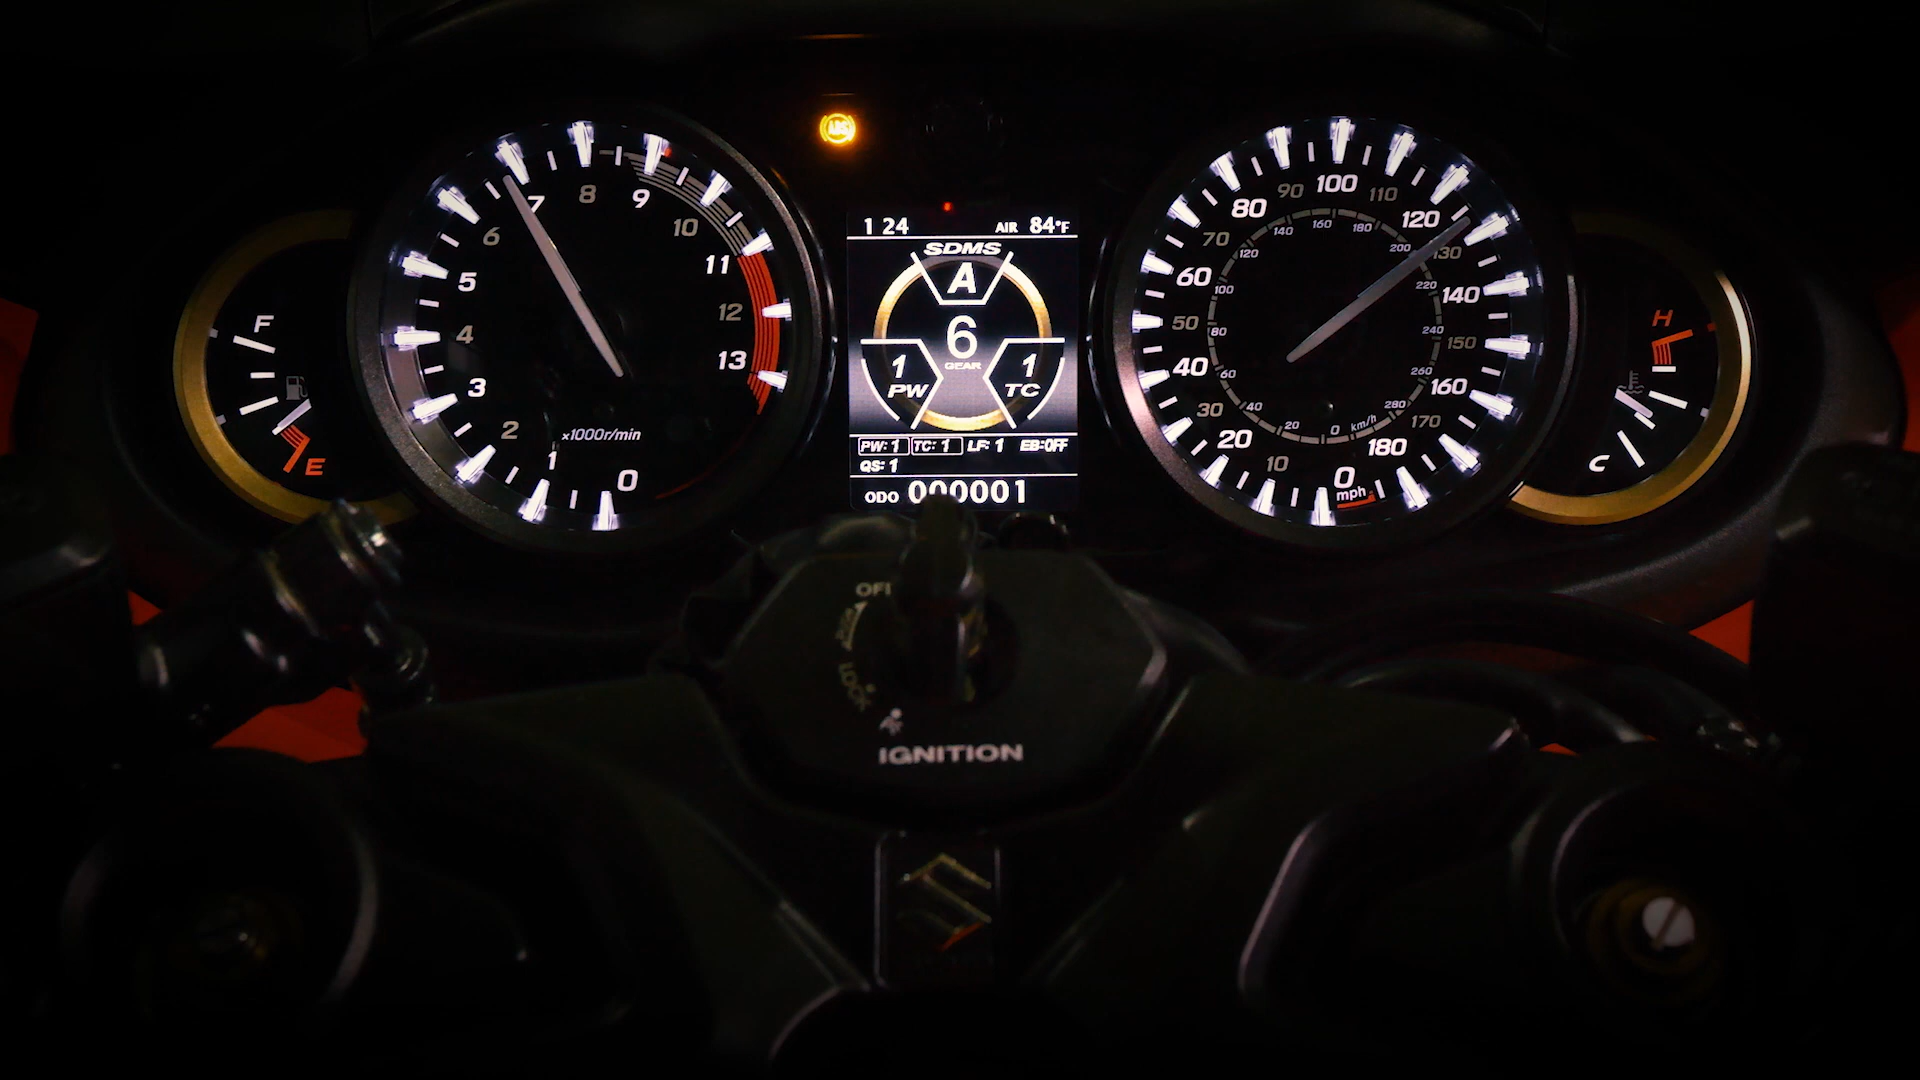 ABS
1 24 AIR 84°F
SDMS
A
6
GEAR
1
PW
1
TC
PW: 1 TC: 1 LF: 1 EB:OFF
QS: 1
ODO 000001
F
E
0
1
2
3
4
5
6
7
8
9
10
11
12
13
x1000r/min
0
10
20
30
40
50
60
70
80
90
100
110
120
130
140
150
160
170
180
mph
0
20
40
60
80
100
120
140
160
180
200
220
240
260
280
km/h
H
C
OFF
PUSH
LOCK
IGNITION